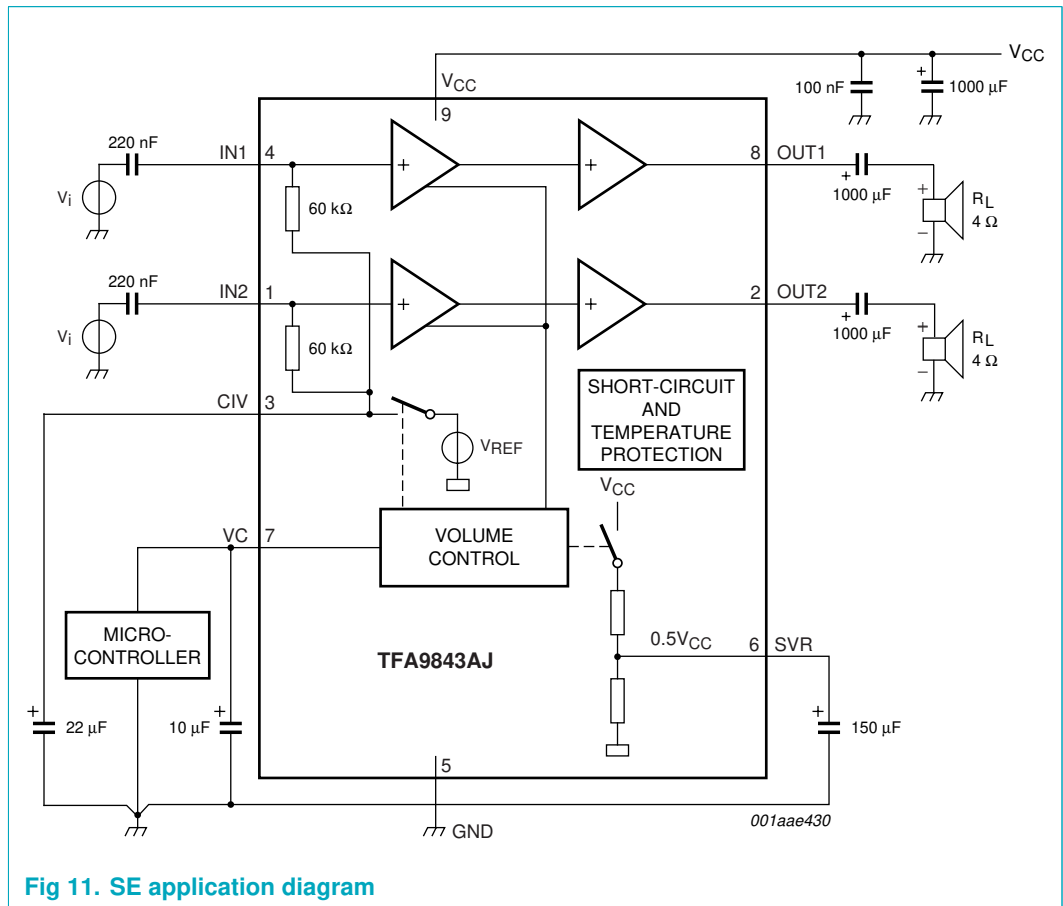 VCC
VCC
9
100 nF
+
1000 µF
220 nF
IN1
4
+
+
8
OUT1
+
1000 µF
Vi
60 kΩ
+
−
RL
4 Ω
220 nF
IN2
1
+
+
2
OUT2
+
1000 µF
Vi
60 kΩ
+
−
RL
4 Ω
CIV
3
VREF
SHORT-CIRCUIT
AND
TEMPERATURE
PROTECTION
VCC
VC
7
VOLUME
CONTROL
MICRO-
CONTROLLER
TFA9843AJ
0.5VCC
6
SVR
+
22 µF
10 µF
+
+
150 µF
5
GND
001aae430
Fig 11. SE application diagram